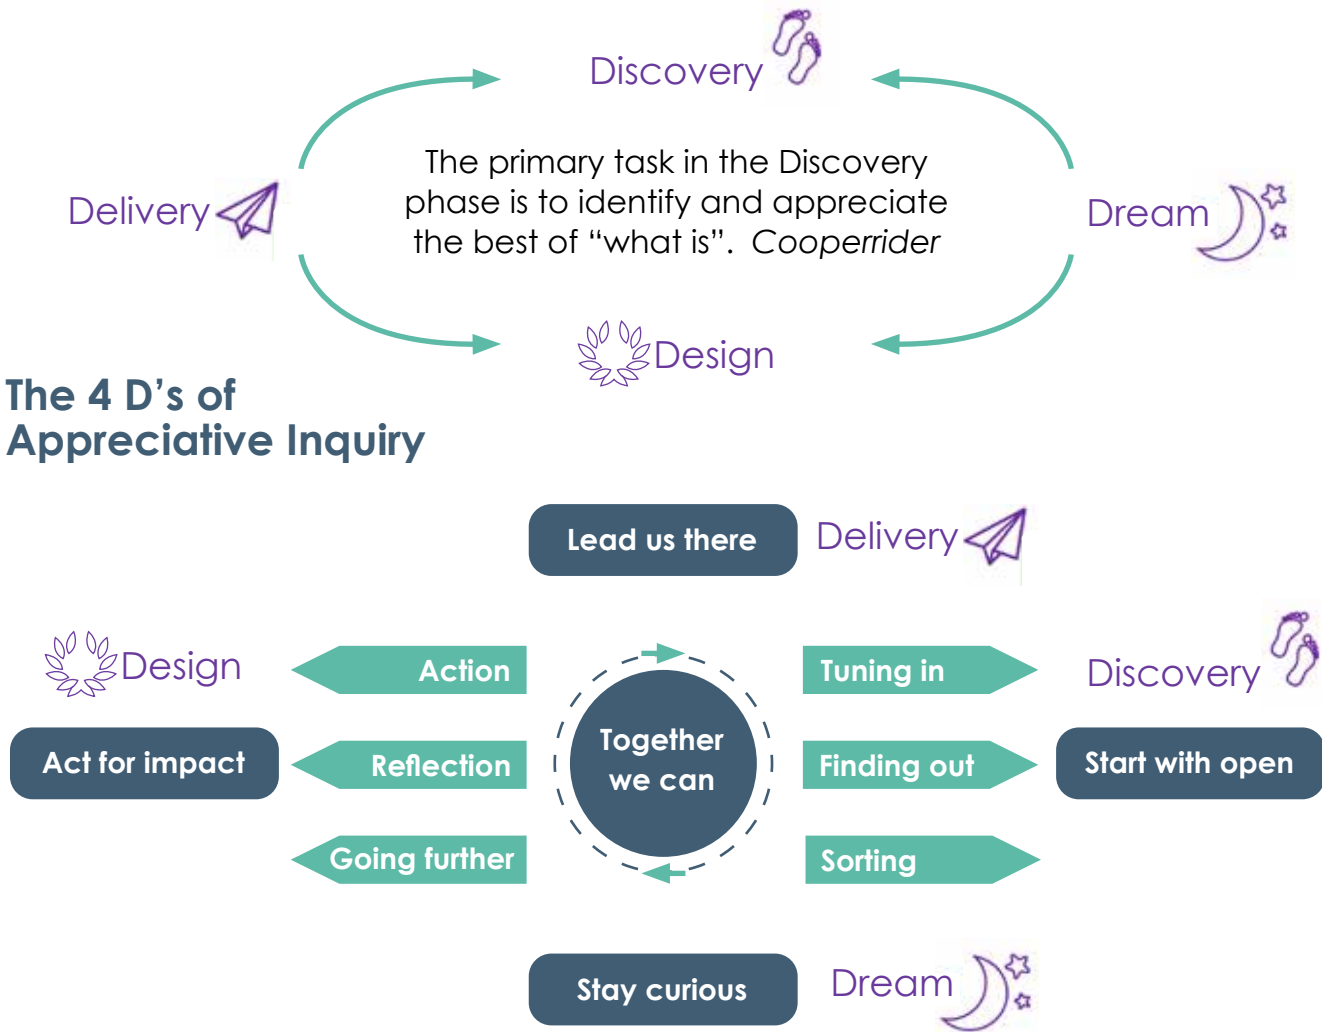 Discovery
The primary task in the Discovery
phase is to identify and appreciate
the best of “what is”. Cooperrider
Delivery
Dream
Design
The 4 D’s of
Appreciative Inquiry
Lead us there
Delivery
Design
Action
Tuning in
Discovery
Act for impact
Reflection
Together
we can
Finding out
Start with open
Going further
Sorting
Stay curious
Dream